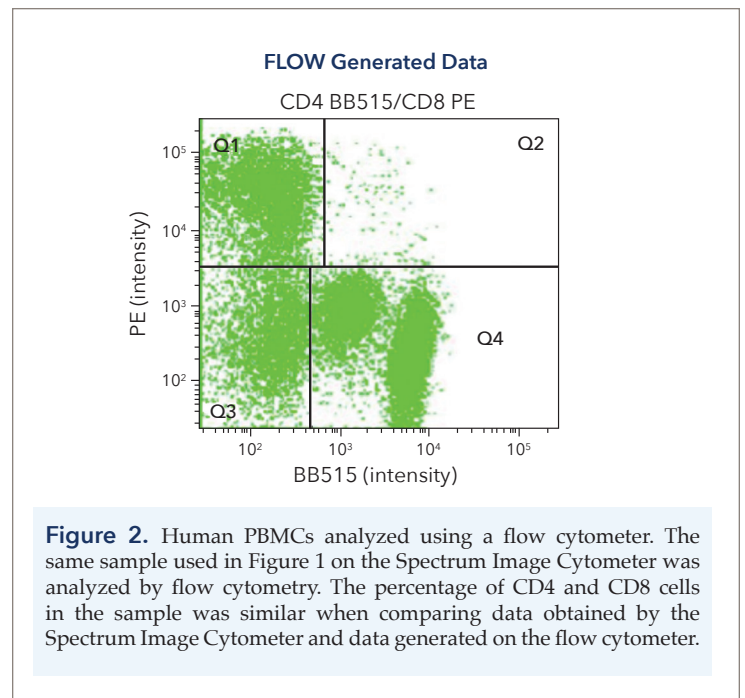 FLOW Generated Data
CD4 BB515/CD8 PE
Q1
Q2
Q3
Q4
10⁵
10⁴
10³
10²
PE (intensity)
10² 10³ 10⁴ 10⁵
BB515 (intensity)
Figure 2. Human PBMCs analyzed using a flow cytometer. The
same sample used in Figure 1 on the Spectrum Image Cytometer was
analyzed by flow cytometry. The percentage of CD4 and CD8 cells
in the sample was similar when comparing data obtained by the
Spectrum Image Cytometer and data generated on the flow cytometer.